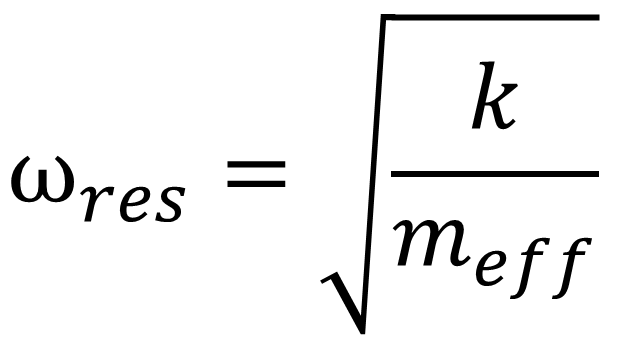 ω_res = √(k / m_eff)